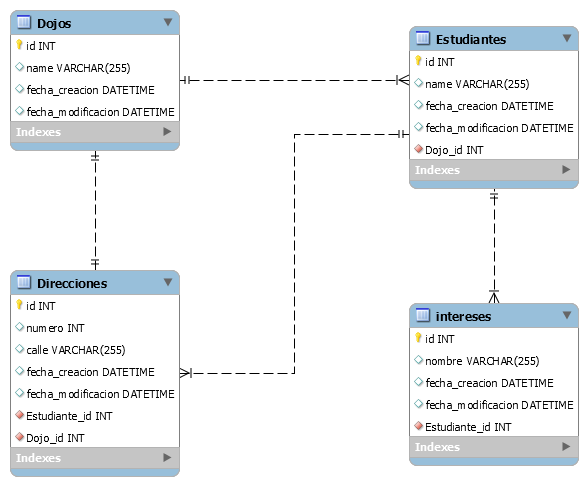 Dojos
id INT
name VARCHAR(255)
fecha_creacion DATETIME
fecha_modificacion DATETIME
Indexes
Estudiantes
id INT
name VARCHAR(255)
fecha_creacion DATETIME
fecha_modificacion DATETIME
Dojo_id INT
Indexes
Direcciones
id INT
numero INT
calle VARCHAR(255)
fecha_creacion DATETIME
fecha_modificacion DATETIME
Estudiante_id INT
Dojo_id INT
Indexes
intereses
id INT
nombre VARCHAR(255)
fecha_creacion DATETIME
fecha_modificacion DATETIME
Estudiante_id INT
Indexes